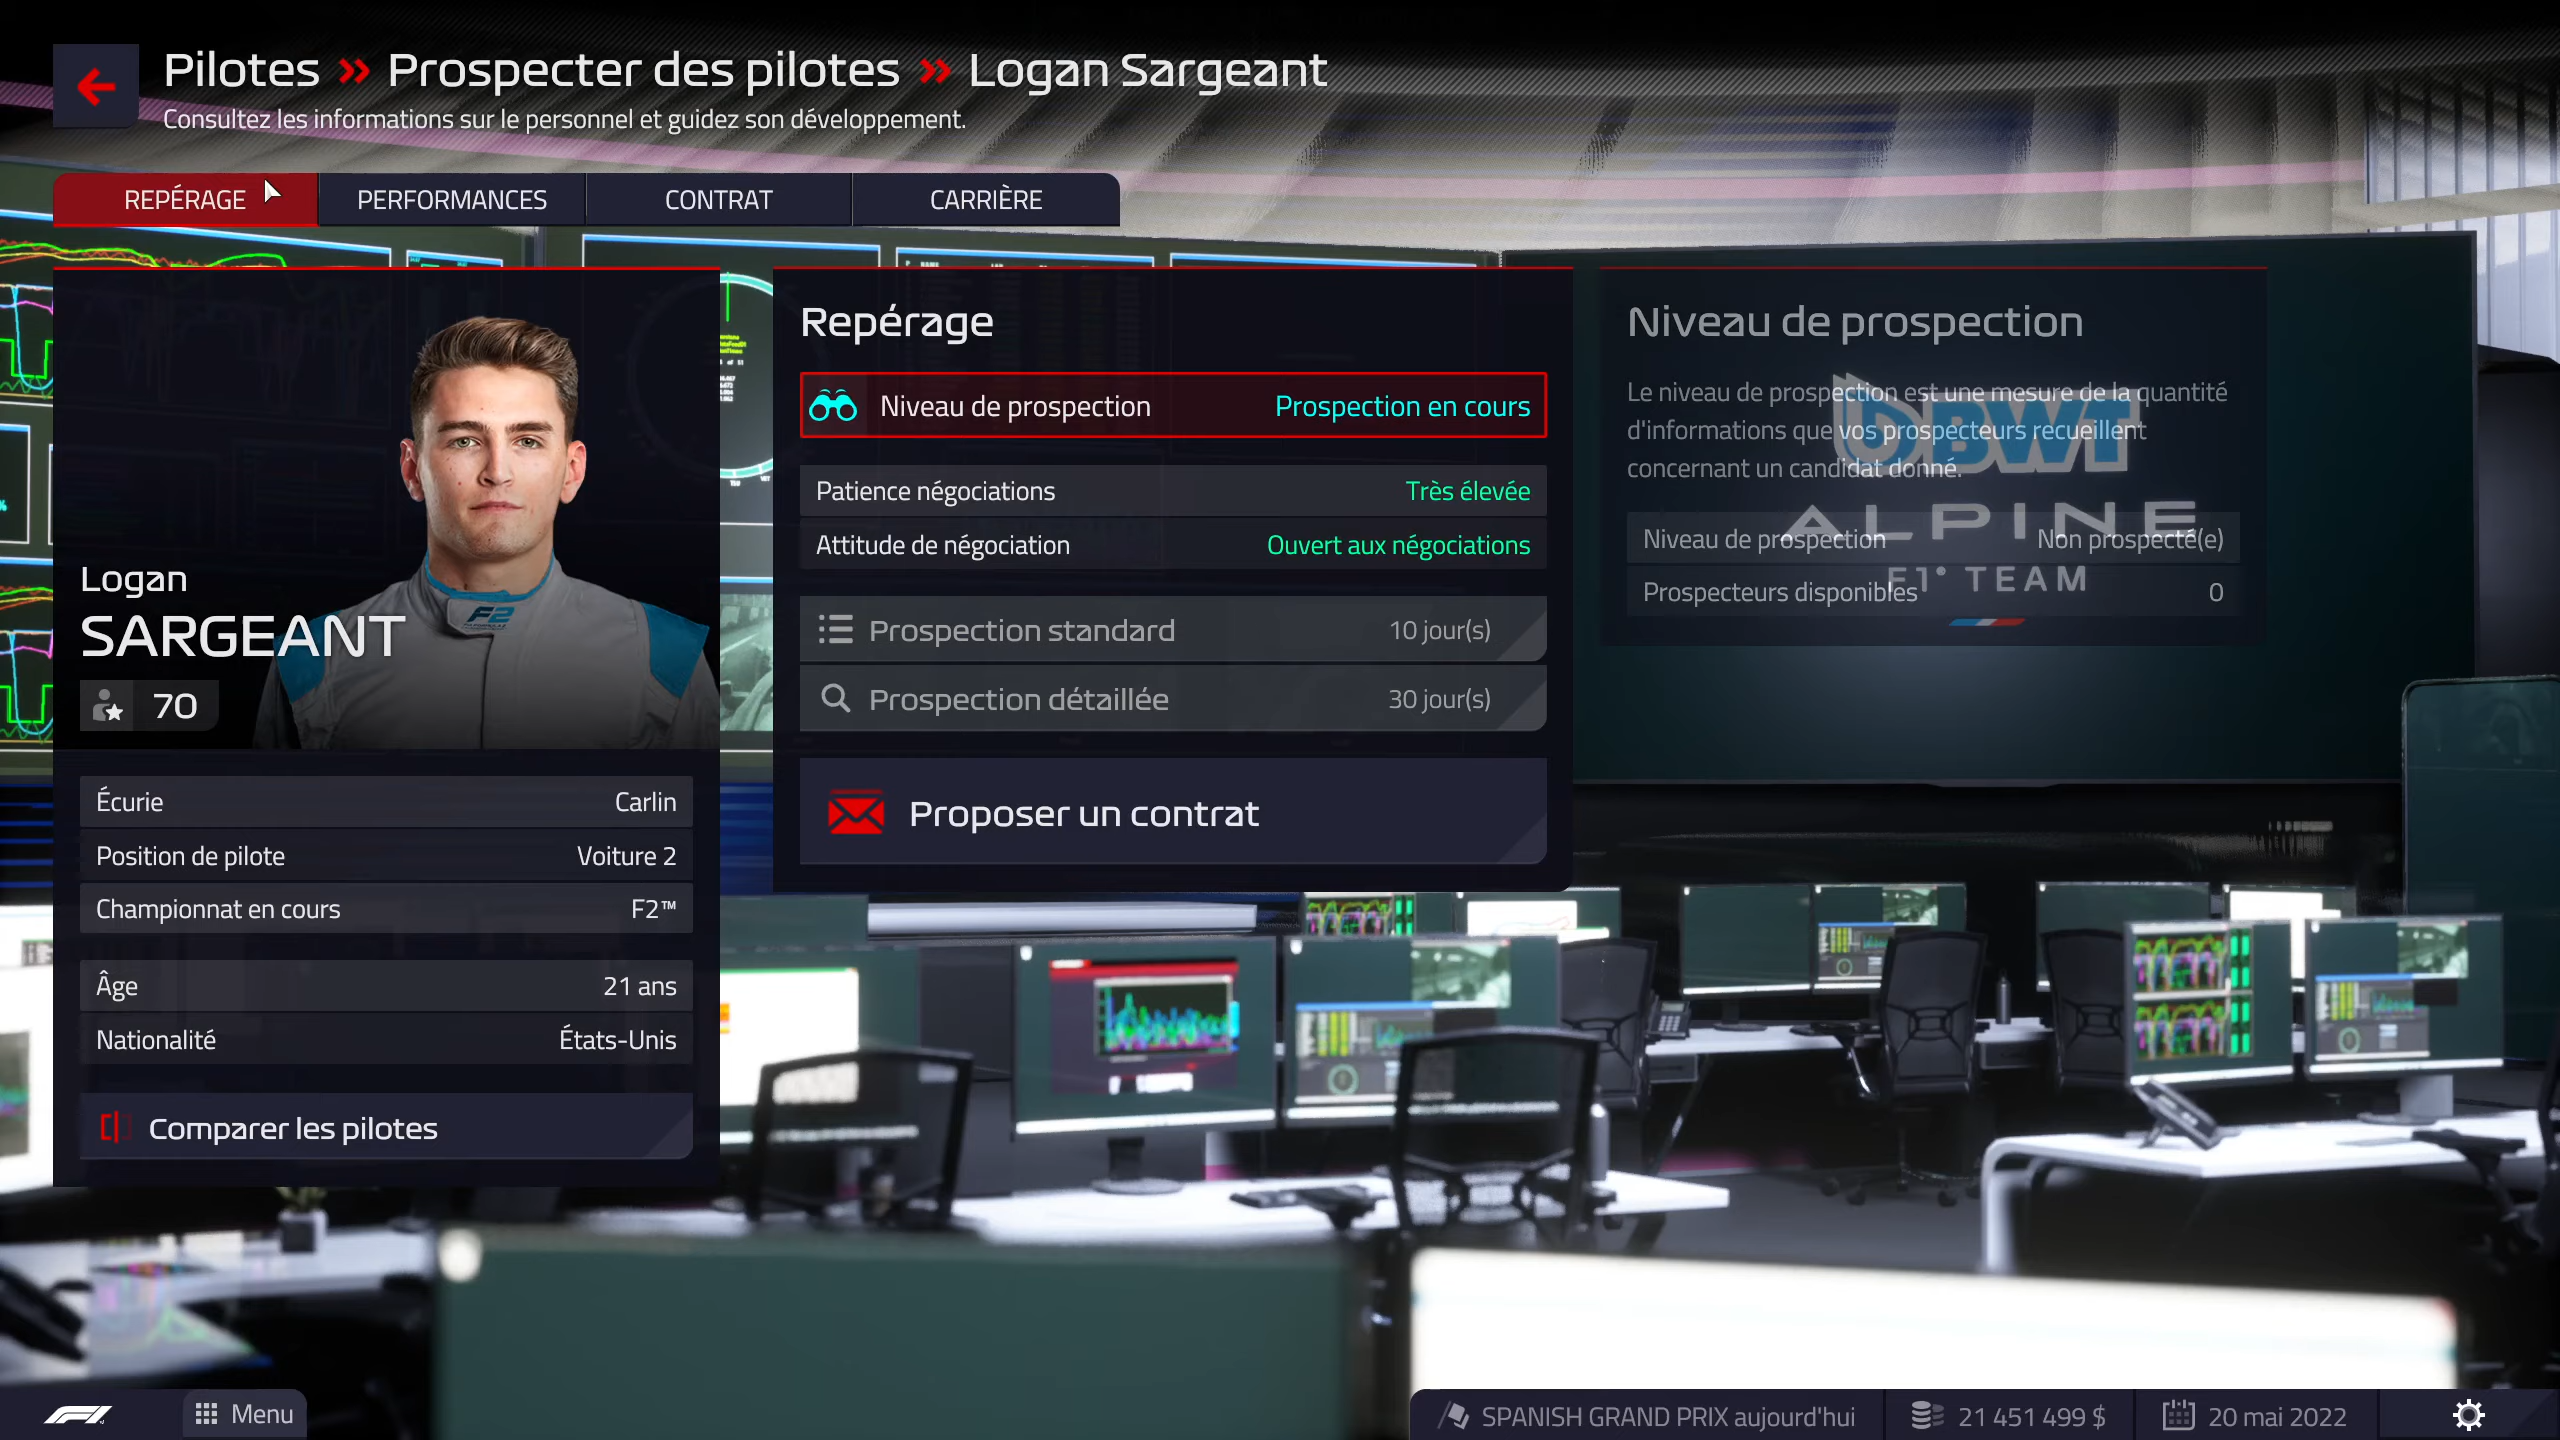 Pilotes » Prospecter des pilotes » Logan Sargeant
Consultez les informations sur le personnel et guidez son développement.
REPÉRAGE
PERFORMANCES
CONTRAT
CARRIÈRE
Logan
SARGEANT
70
Écurie Carlin
Position de pilote Voiture 2
Championnat en cours F2™
Âge 21 ans
Nationalité États-Unis
Comparer les pilotes
Repérage
Niveau de prospection Prospection en cours
Patience négociations Très élevée
Attitude de négociation Ouvert aux négociations
Prospection standard 10 jour(s)
Prospection détaillée 30 jour(s)
Proposer un contrat
Niveau de prospection
Le niveau de prospection est une mesure de la quantité
d'informations que vos prospecteurs recueillent
concernant un candidat donné.
Niveau de prospection Non prospecté(e)
Prospecteurs disponibles 0
BWT
ALPINE
F1® TEAM
F2
Menu
SPANISH GRAND PRIX aujourd'hui
21 451 499 $
20 mai 2022